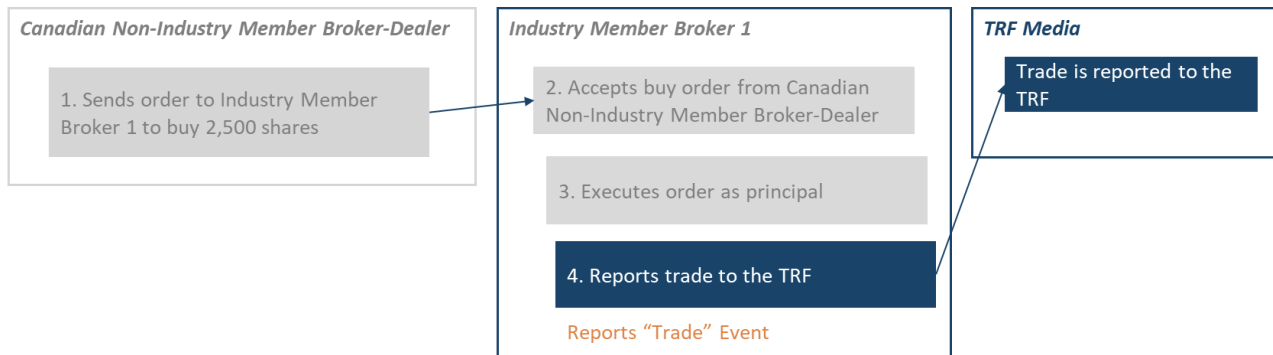 Canadian Non-Industry Member Broker-Dealer
1. Sends order to Industry Member
Broker 1 to buy 2,500 shares
Industry Member Broker 1
2. Accepts buy order from Canadian
Non-Industry Member Broker-Dealer
3. Executes order as principal
4. Reports trade to the TRF
Reports “Trade” Event
TRF Media
Trade is reported to the
TRF